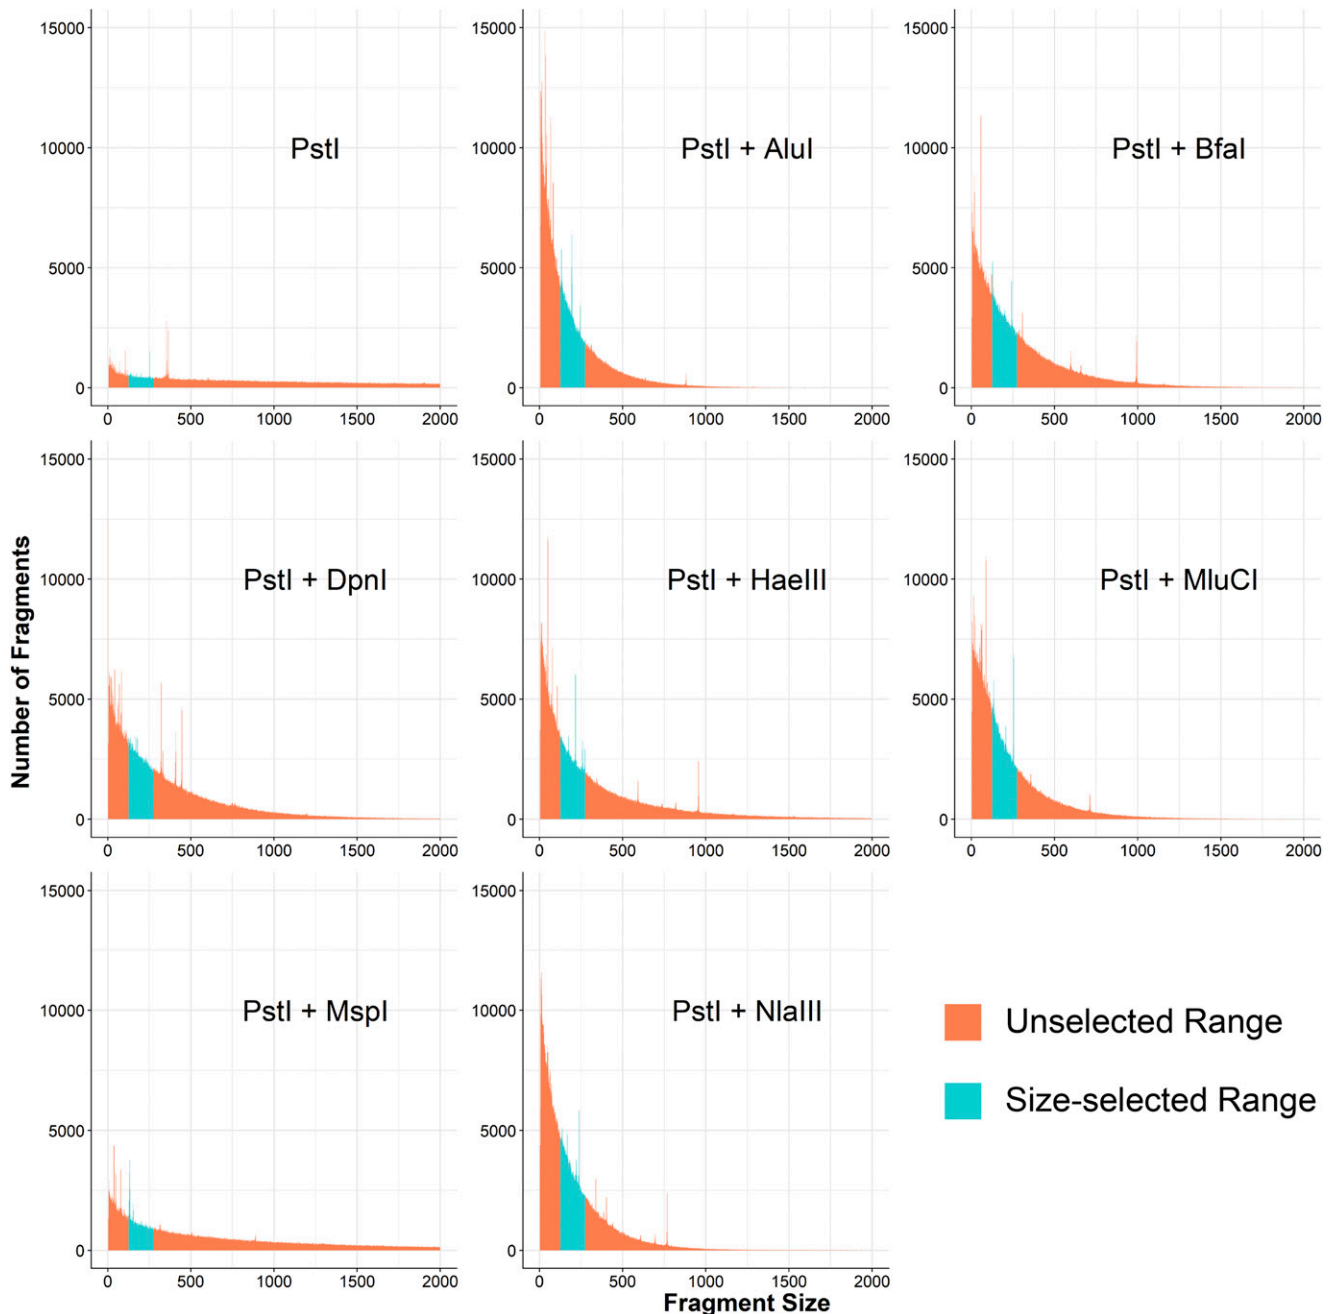 15000
10000
5000
0
PstI
0 500 1000 1500 2000
15000
10000
5000
0
PstI + AluI
0 500 1000 1500 2000
15000
10000
5000
0
PstI + BfaI
0 500 1000 1500 2000
Number of Fragments
15000
10000
5000
0
PstI + DpnI
0 500 1000 1500 2000
15000
10000
5000
0
PstI + HaeIII
0 500 1000 1500 2000
15000
10000
5000
0
PstI + MluCI
0 500 1000 1500 2000
15000
10000
5000
0
PstI + MspI
0 500 1000 1500 2000
15000
10000
5000
0
PstI + NlaIII
0 500 1000 1500 2000
Unselected Range
Size-selected Range
Fragment Size